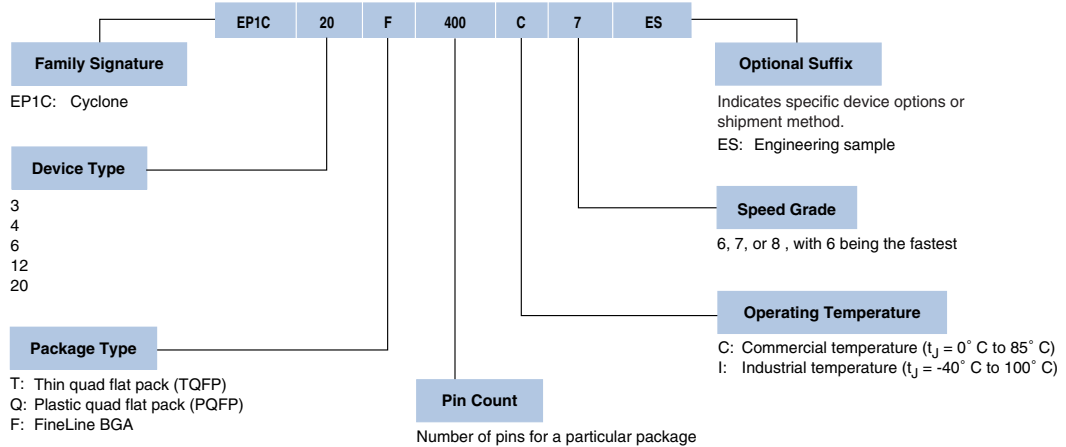 EP1C 20 F 400 C 7 ES
Family Signature
EP1C: Cyclone
Device Type
3
4
6
12
20
Package Type
T: Thin quad flat pack (TQFP)
Q: Plastic quad flat pack (PQFP)
F: FineLine BGA
Pin Count
Number of pins for a particular package
Optional Suffix
Indicates specific device options or
shipment method.
ES: Engineering sample
Speed Grade
6, 7, or 8 , with 6 being the fastest
Operating Temperature
C: Commercial temperature (tJ = 0° C to 85° C)
I: Industrial temperature (tJ = -40° C to 100° C)